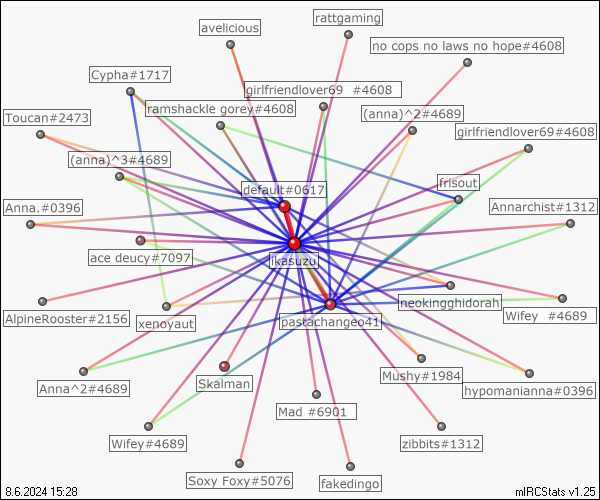 rattgaming
avelicious
no cops no laws no hope#4608
Cypha#1717
girlfriendlover69  #4608
ramshackle gorey#4608
(anna)^2#4689
Toucan#2473
girlfriendlover69#4608
(anna)^3#4689
frisout
default#0617
Anna.#0396
Annarchist#1312
ace deucy#7097
ikasuzu
neokingghidorah
AlpineRooster#2156
xenoyaut
Wifey  #4689
pastachangeo41
Mushy#1984
Skalman
Anna^2#4689
hypomanianna#0396
Mad #6901
Wifey#4689
zibbits#1312
Soxy Foxy#5076
fakedingo
8.6.2024 15:28
mIRCStats v1.25